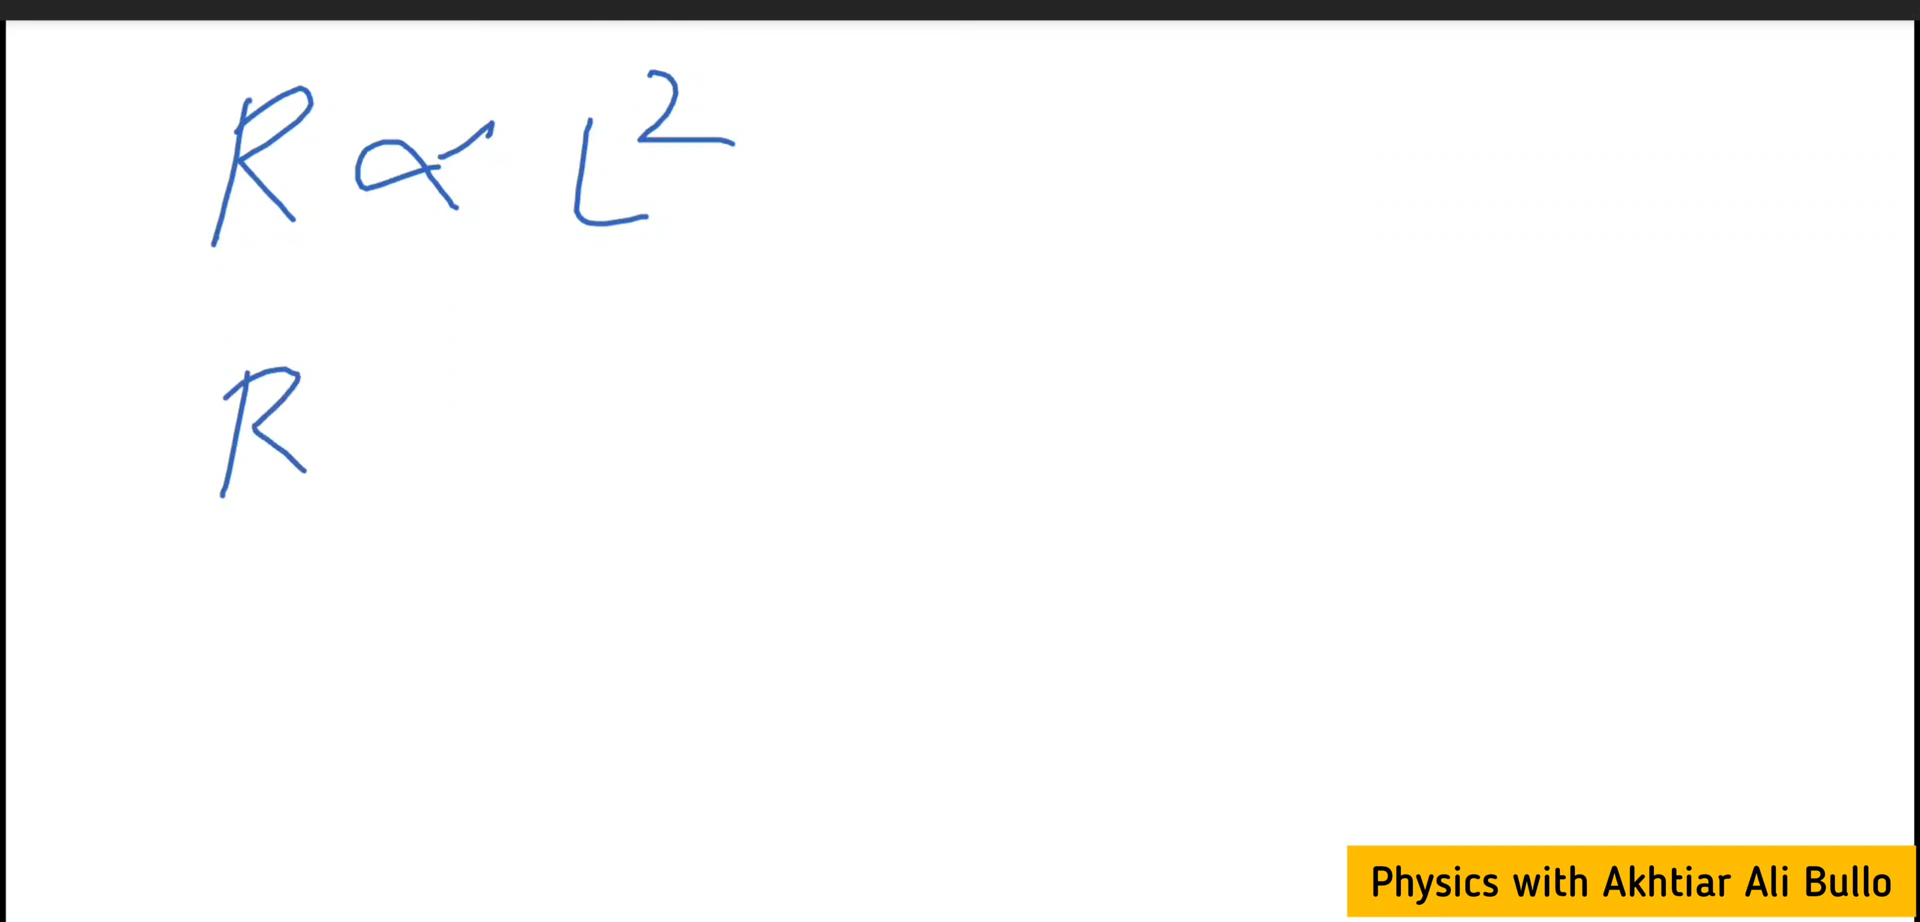 R ∝ L²
R
Physics with Akhtiar Ali Bullo